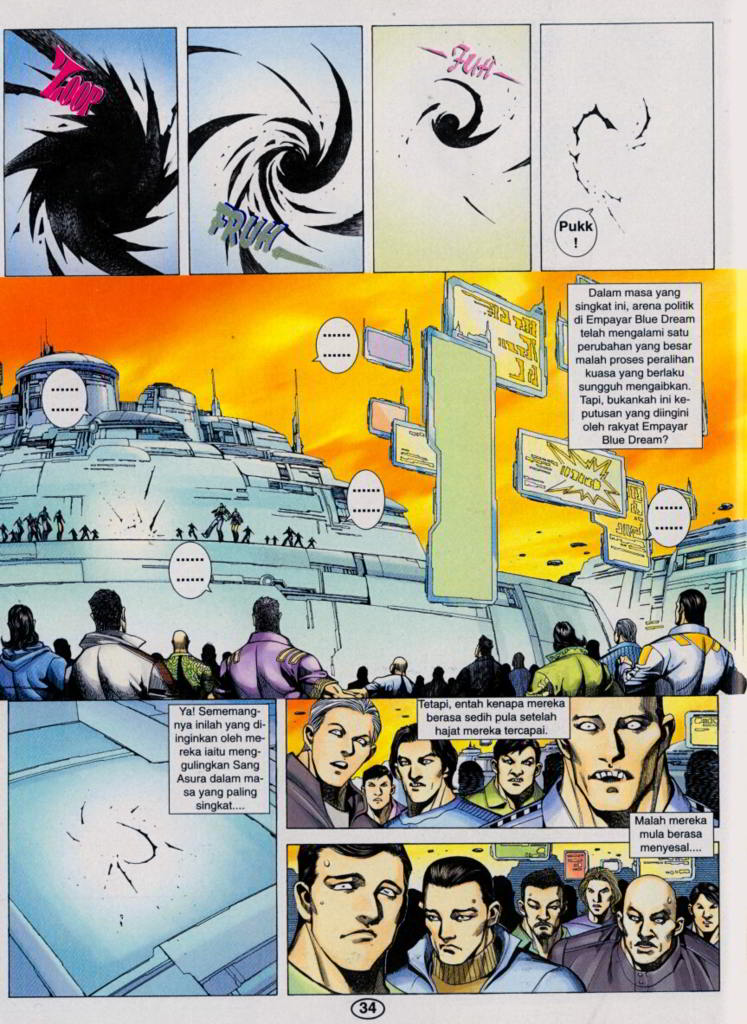 TOOP
FRUH
FUH
Pukk
!
Dalam masa yang
singkat ini, arena politik
di Empayar Blue Dream
telah mengalami satu
perubahan yang besar
malah proses peralihan
kuasa yang berlaku
sungguh mengaibkan.
Tapi, bukankah ini ke-
putusan yang diingini
oleh rakyat Empayar
Blue Dream?
......
......
......
......
......
......
......
......
......
......
Ya! Sememang-
nya inilah yang di-
inginkan oleh me-
reka iaitu meng-
gulingkan Sang
Asura dalam ma-
sa yang paling
singkat....
Tetapi, entah kenapa mereka
berasa sedih pula setelah
hajat mereka tercapai.
Malah mereka
mula berasa
menyesal....
34